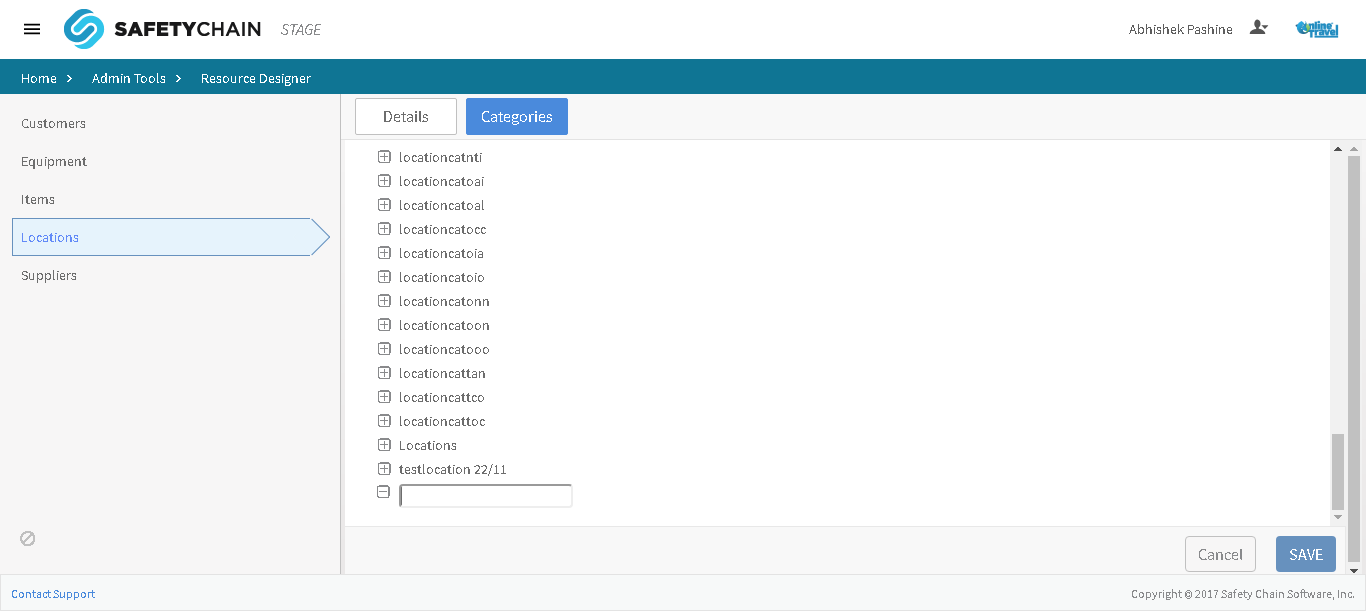 SAFETYCHAIN STAGE
Abhishek Pashine
Online Travel
Home > Admin Tools > Resource Designer
Customers
Equipment
Items
Locations
Suppliers
Details Categories
locationcatnti
locationcatoai
locationcatoal
locationcatocc
locationcatoia
locationcatoio
locationcatonn
locationcatoon
locationcatooo
locationcattan
locationcattco
locationcattoc
Locations
testlocation 22/11
Cancel SAVE
Contact Support
Copyright © 2017 Safety Chain Software, Inc.